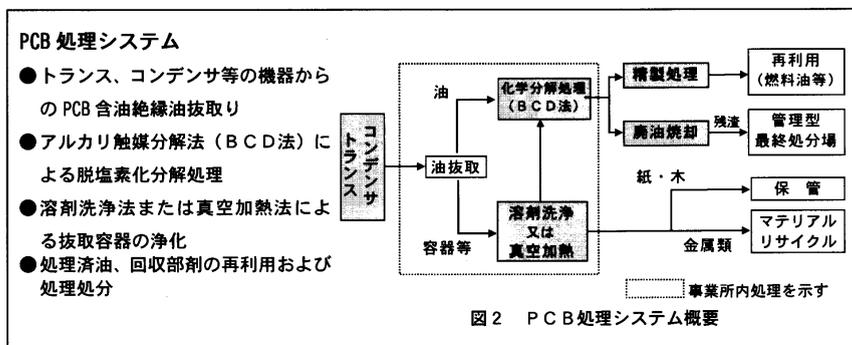 PCB 処理システム
●トランス、コンデンサ等の機器から
の PCB 含油絶縁油抜取り
●アルカリ触媒分解法（ＢＣＤ法）に
よる脱塩素化分解処理
●溶剤洗浄法または真空加熱法によ
る抜取容器の浄化
●処理済油、回収部剤の再利用および
処理処分
コンデンサ
トランス
油抜取
油
容器等
化学分解処理
（ＢＣＤ法）
溶剤洗浄
又は
真空加熱
精製処理
廃油焼却
残渣
再利用
（燃料油等）
管理型
最終処分場
紙・木
保 管
金属類
マテリアル
リサイクル
事業所内処理を示す
図２ ＰＣＢ処理システム概要